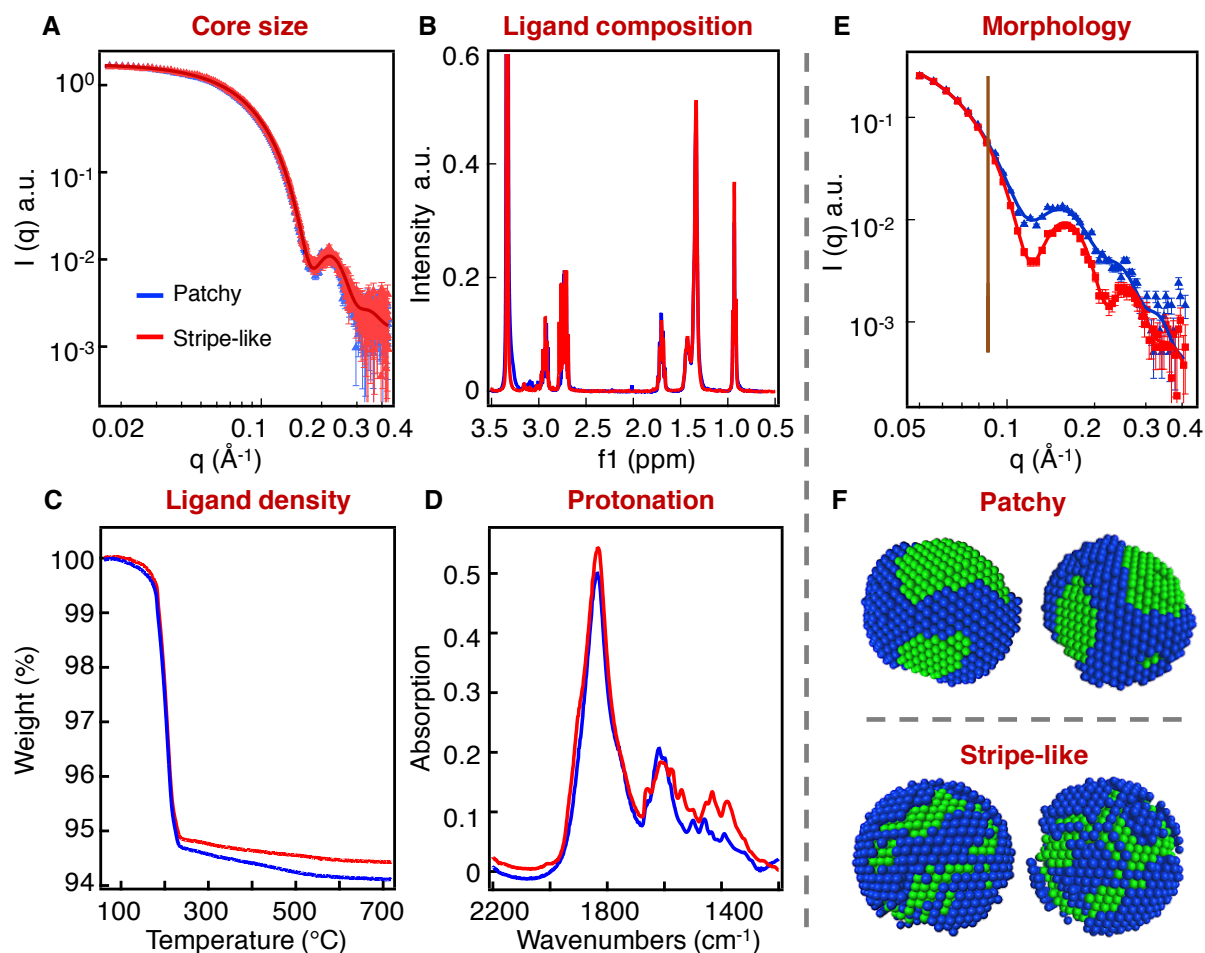 A
Core size
10⁰
10⁻¹
10⁻²
10⁻³
I (q) a.u.
Patchy
Stripe-like
0.02
0.1
0.2
0.3
0.4
q (Å⁻¹)
B
Ligand composition
0.6
0.4
0.2
0
Intensity a.u.
3.5
3.0
2.5
2.0
1.5
1.0
0.5
f1 (ppm)
E
Morphology
10⁻¹
10⁻²
10⁻³
I (q) a.u.
0.05
0.1
0.2
0.3
0.4
q (Å⁻¹)
C
Ligand density
100
99
98
97
96
95
94
Weight (%)
100
300
500
700
Temperature (°C)
D
Protonation
0.5
0.4
0.3
0.2
0.1
0
Absorption
2200
1800
1400
Wavenumbers (cm⁻¹)
F
Patchy
Stripe-like